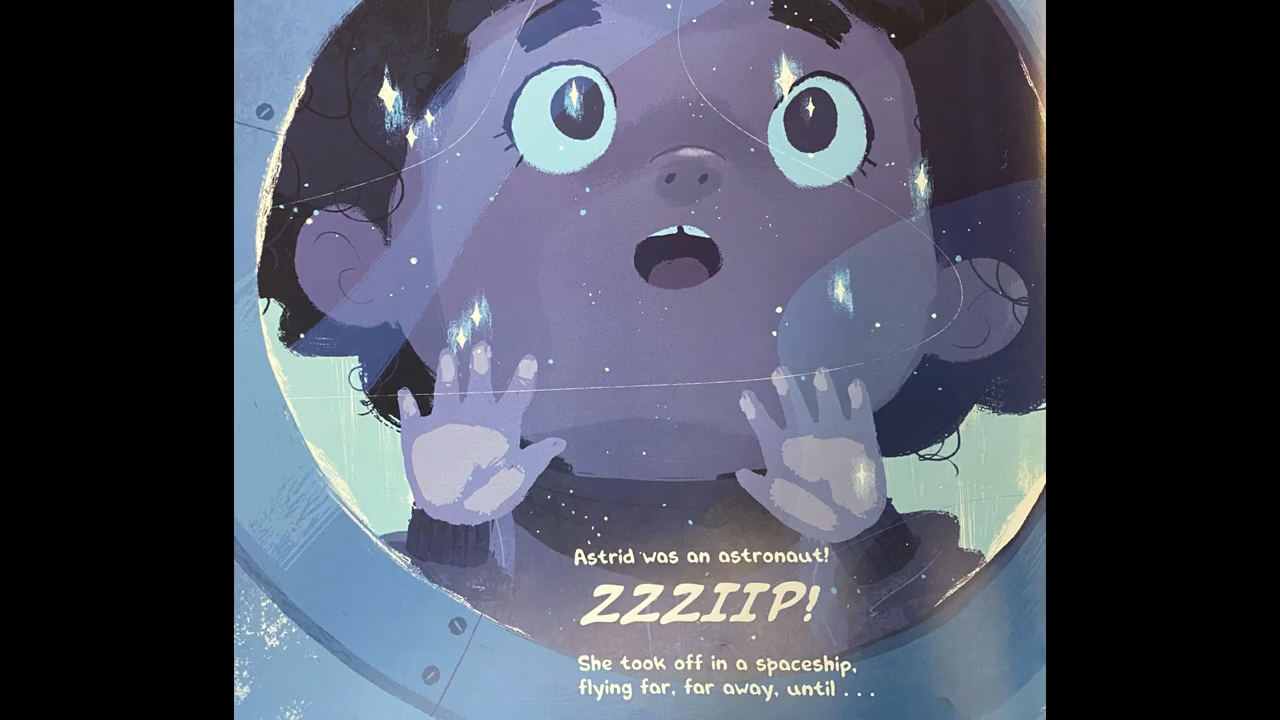 Astrid was an astronaut!
ZZZIIP!
She took off in a spaceship,
flying far, far away, until . . .